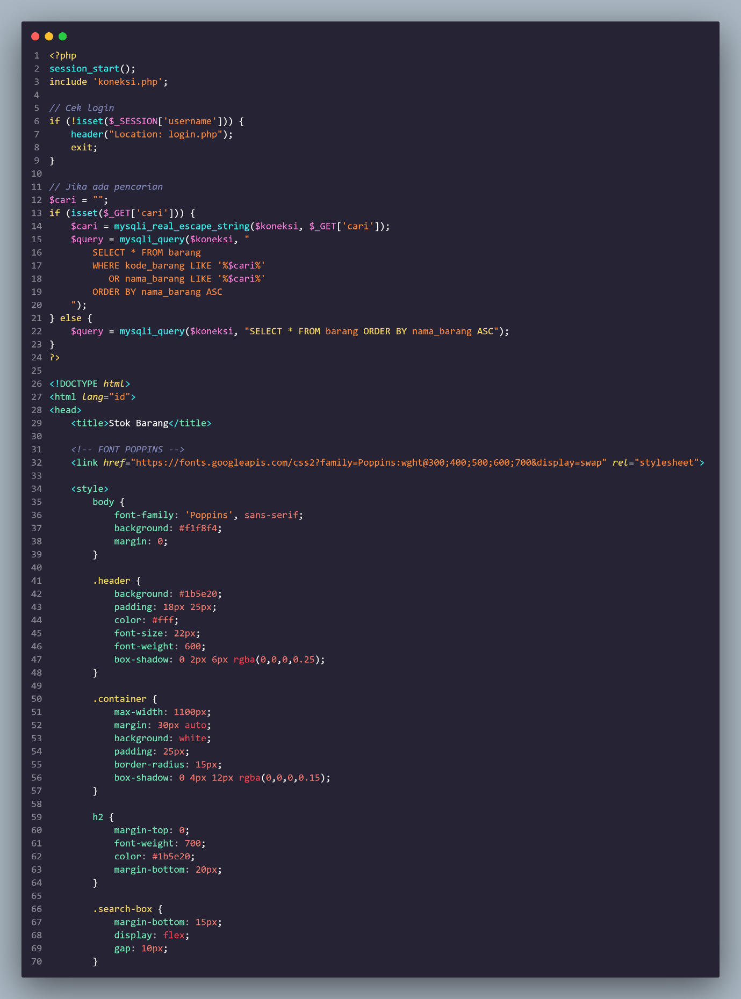 1 <?php
2 session_start();
3 include 'koneksi.php';
4
5 // Cek login
6 if (!isset($_SESSION['username'])) {
7     header("Location: login.php");
8     exit;
9 }
10
11 // Jika ada pencarian
12 $cari = "";
13 if (isset($_GET['cari'])) {
14     $cari = mysqli_real_escape_string($koneksi, $_GET['cari']);
15     $query = mysqli_query($koneksi, "
16         SELECT * FROM barang
17         WHERE kode_barang LIKE '%$cari%'
18            OR nama_barang LIKE '%$cari%'
19         ORDER BY nama_barang ASC
20     ");
21 } else {
22     $query = mysqli_query($koneksi, "SELECT * FROM barang ORDER BY nama_barang ASC");
23 }
24 ?>
25
26 <!DOCTYPE html>
27 <html lang="id">
28 <head>
29     <title>Stok Barang</title>
30
31     <!-- FONT POPPINS -->
32     <link href="https://fonts.googleapis.com/css2?family=Poppins:wght@300;400;500;600;700&display=swap" rel="stylesheet">
33
34     <style>
35         body {
36             font-family: 'Poppins', sans-serif;
37             background: #f1f8f4;
38             margin: 0;
39         }
40
41         .header {
42             background: #1b5e20;
43             padding: 18px 25px;
44             color: #fff;
45             font-size: 22px;
46             font-weight: 600;
47             box-shadow: 0 2px 6px rgba(0,0,0,0.25);
48         }
49
50         .container {
51             max-width: 1100px;
52             margin: 30px auto;
53             background: white;
54             padding: 25px;
55             border-radius: 15px;
56             box-shadow: 0 4px 12px rgba(0,0,0,0.15);
57         }
58
59         h2 {
60             margin-top: 0;
61             font-weight: 700;
62             color: #1b5e20;
63             margin-bottom: 20px;
64         }
65
66         .search-box {
67             margin-bottom: 15px;
68             display: flex;
69             gap: 10px;
70         }